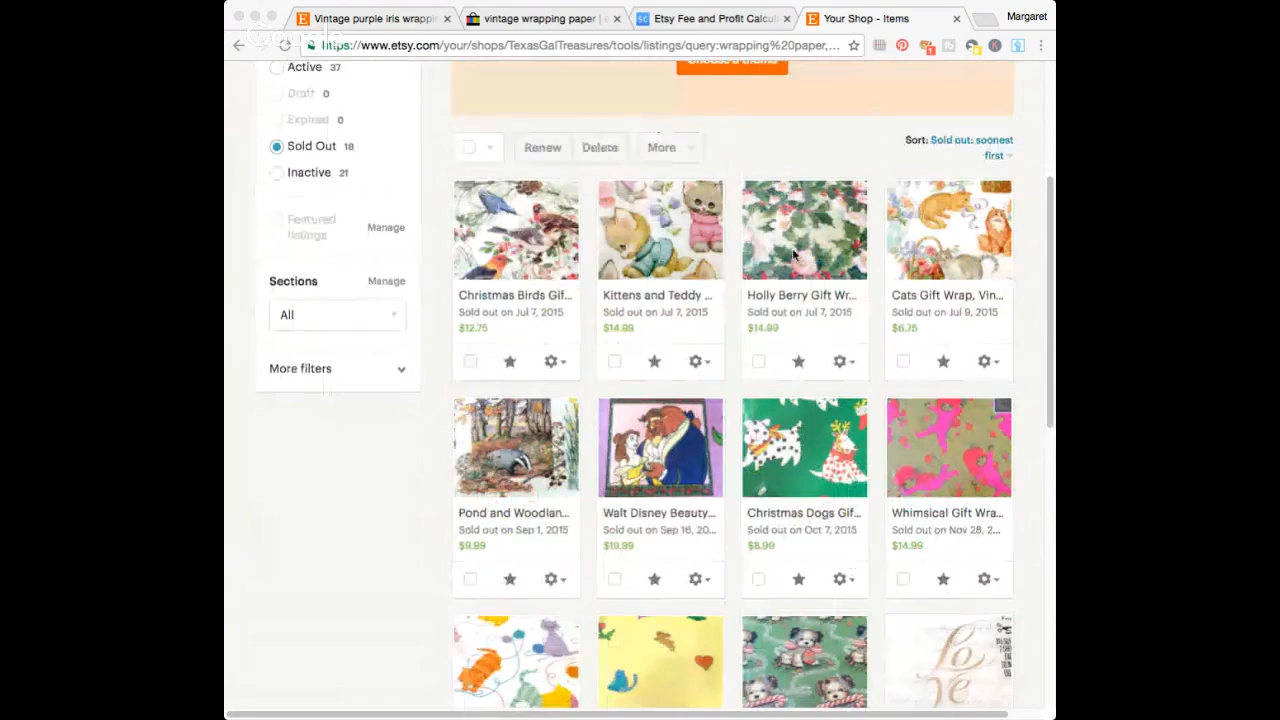 Vintage purple iris wrappi
vintage wrapping paper | e
Etsy Fee and Profit Calcul
Your Shop - Items
Margaret
https://www.etsy.com/your/shops/TexasGalTreasures/tools/listings/query:wrapping%20paper,...
Active 37
Draft 0
Expired 0
Sold Out 18
Inactive 21
Featured
listings
Manage
Sections
Manage
All
More filters
Choose a theme
Renew
Delete
More
Sort: Sold out: soonest
first
Christmas Birds Gif...
Sold out on Jul 7, 2015
$12.75
Kittens and Teddy ...
Sold out on Jul 7, 2015
$14.99
Holly Berry Gift Wr...
Sold out on Jul 7, 2015
$14.99
Cats Gift Wrap, Vin...
Sold out on Jul 9, 2015
$6.75
Pond and Woodlan...
Sold out on Sep 1, 2015
$9.99
Walt Disney Beauty...
Sold out on Sep 16, 20...
$19.99
Christmas Dogs Gif...
Sold out on Oct 7, 2015
$8.99
Whimsical Gift Wra...
Sold out on Nov 28, 2...
$14.99